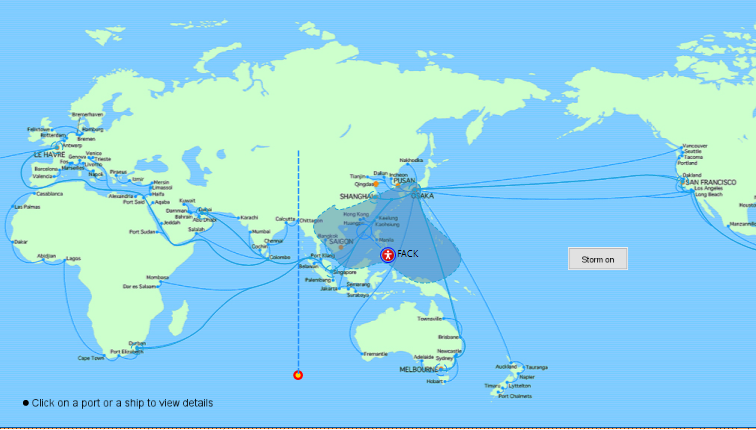 Bremerhaven
Felixstowe
Hamburg
Rotterdam
Bremen
Antwerp
LE HAVRE
Genova
Venice
Trieste
Fos
Livorno
Marseilles
Barcelona
Valencia
Naples
Piraeus
Izmir
Mersin
Limassol
Haifa
Casablanca
Alexandria
Port Said
Aqaba
Kuwait
Dammam
Bahrain
Dubai
Abu Dhabi
Jeddah
Salalah
Port Sudan
Las Palmas
Dakar
Abidjan
Lagos
Mombasa
Dar es Salaam
Durban
Port Elizabeth
Cape Town
Karachi
Mumbai
Chennai
Cochin
Colombo
Calcutta
Chittagong
Nakhodka
Tianjin
Dalian
Incheon
Qingdao
PUSAN
SHANGHAI
OSAKA
Hong Kong
Keelung
Kaohsiung
Huangpu
Bangkok
Manila
SAIGON
FACK
Port Klang
Belawan
Singapore
Palembang
Jakarta
Semarang
Surabaya
Townsville
Brisbane
Fremantle
Newcastle
Sydney
Adelaide
MELBOURNE
Hobart
Auckland
Tauranga
Napier
Timaru
Lyttelton
Port Chalmers
Vancouver
Seattle
Tacoma
Portland
Oakland
SAN FRANCISCO
Los Angeles
Long Beach
Manzanillo
Storm on
Click on a port or a ship to view details